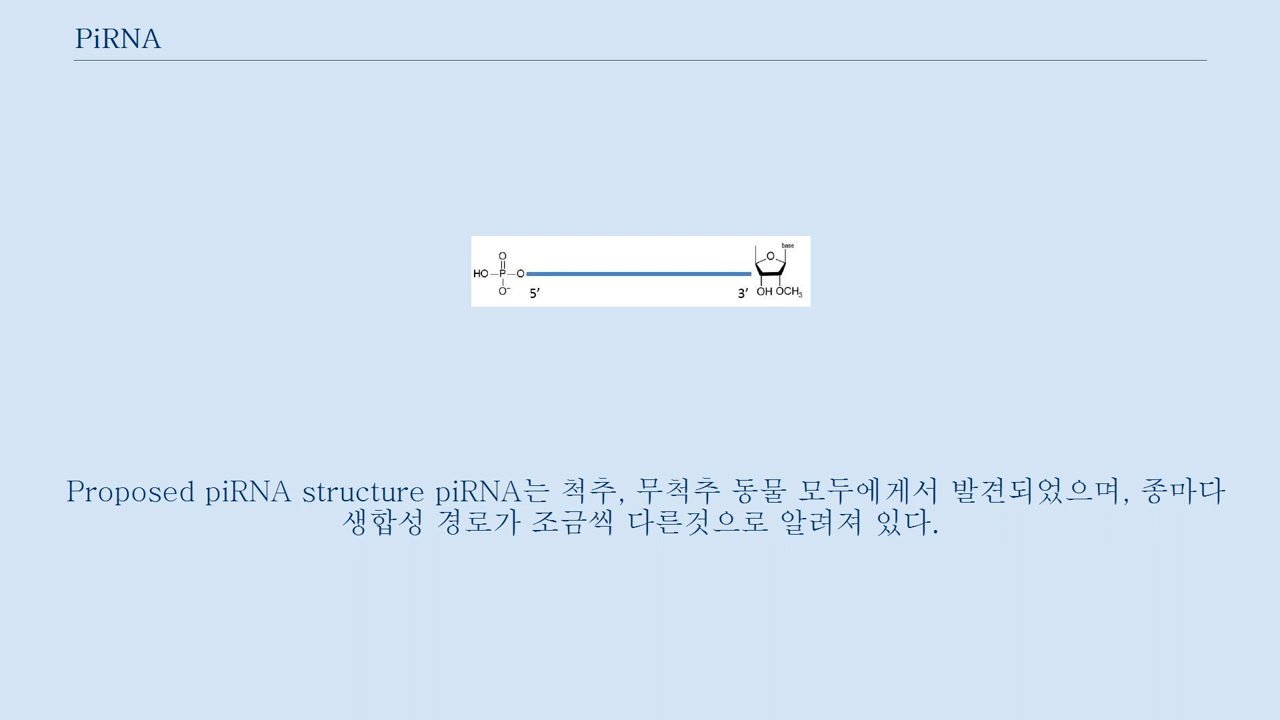 PiRNA
base
O
O
HO P O
O⁻
5′
3′
OH OCH₃
Proposed piRNA structure piRNA는 척추, 무척추 동물 모두에게서 발견되었으며, 종마다
생합성 경로가 조금씩 다른것으로 알려져 있다.